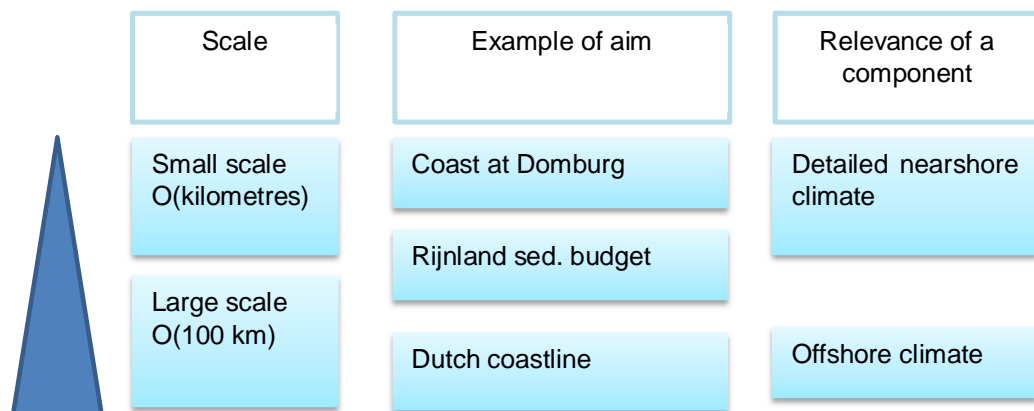 Scale
Example of aim
Relevance of a
component
Small scale
O(kilometres)
Coast at Domburg
Detailed nearshore
climate
Rijnland sed. budget
Large scale
O(100 km)
Dutch coastline
Offshore climate